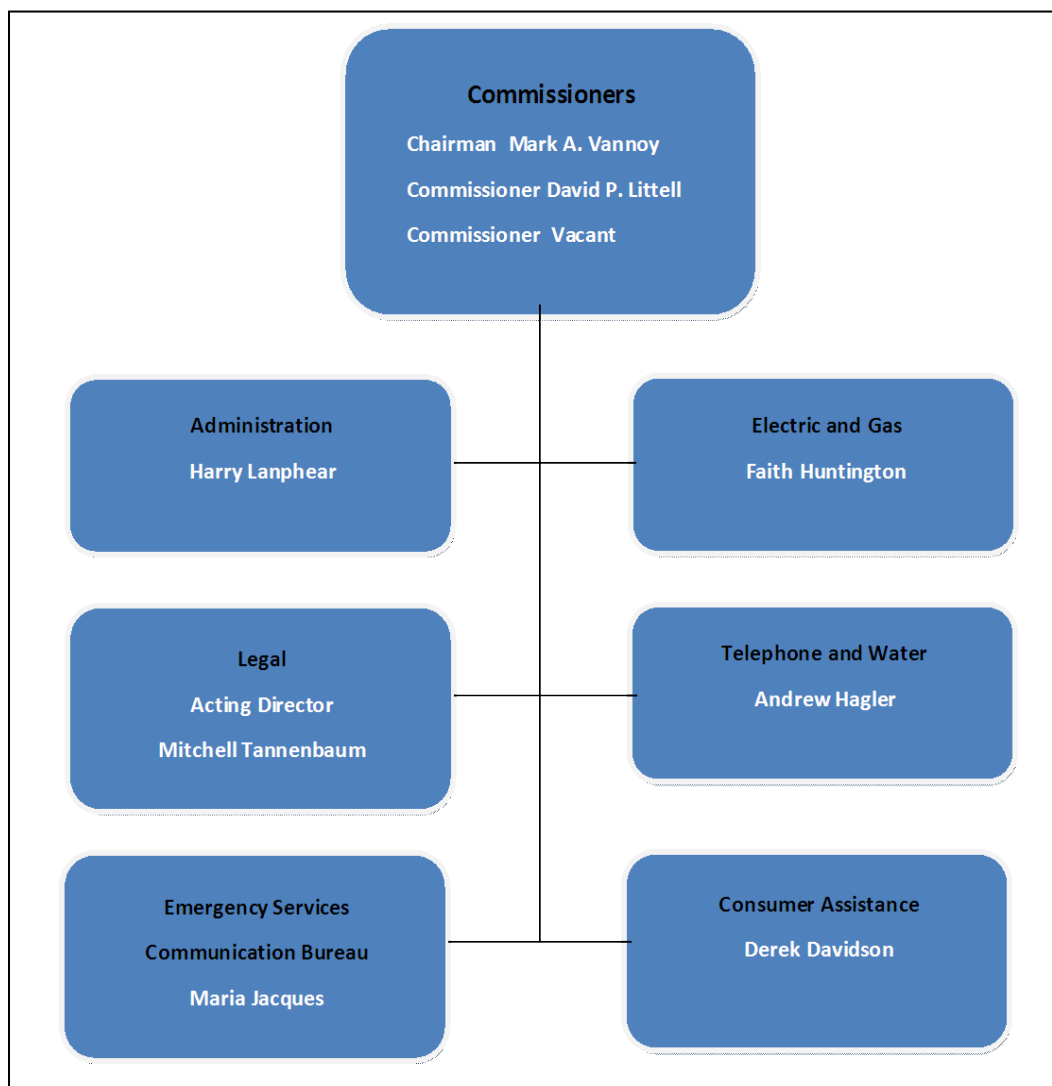 Commissioners
Chairman  Mark A. Vannoy
Commissioner David P. Littell
Commissioner  Vacant
Administration
Harry Lanphear
Electric and Gas
Faith Huntington
Legal
Acting Director
Mitchell Tannenbaum
Telephone and Water
Andrew Hagler
Emergency Services
Communication Bureau
Maria Jacques
Consumer Assistance
Derek Davidson